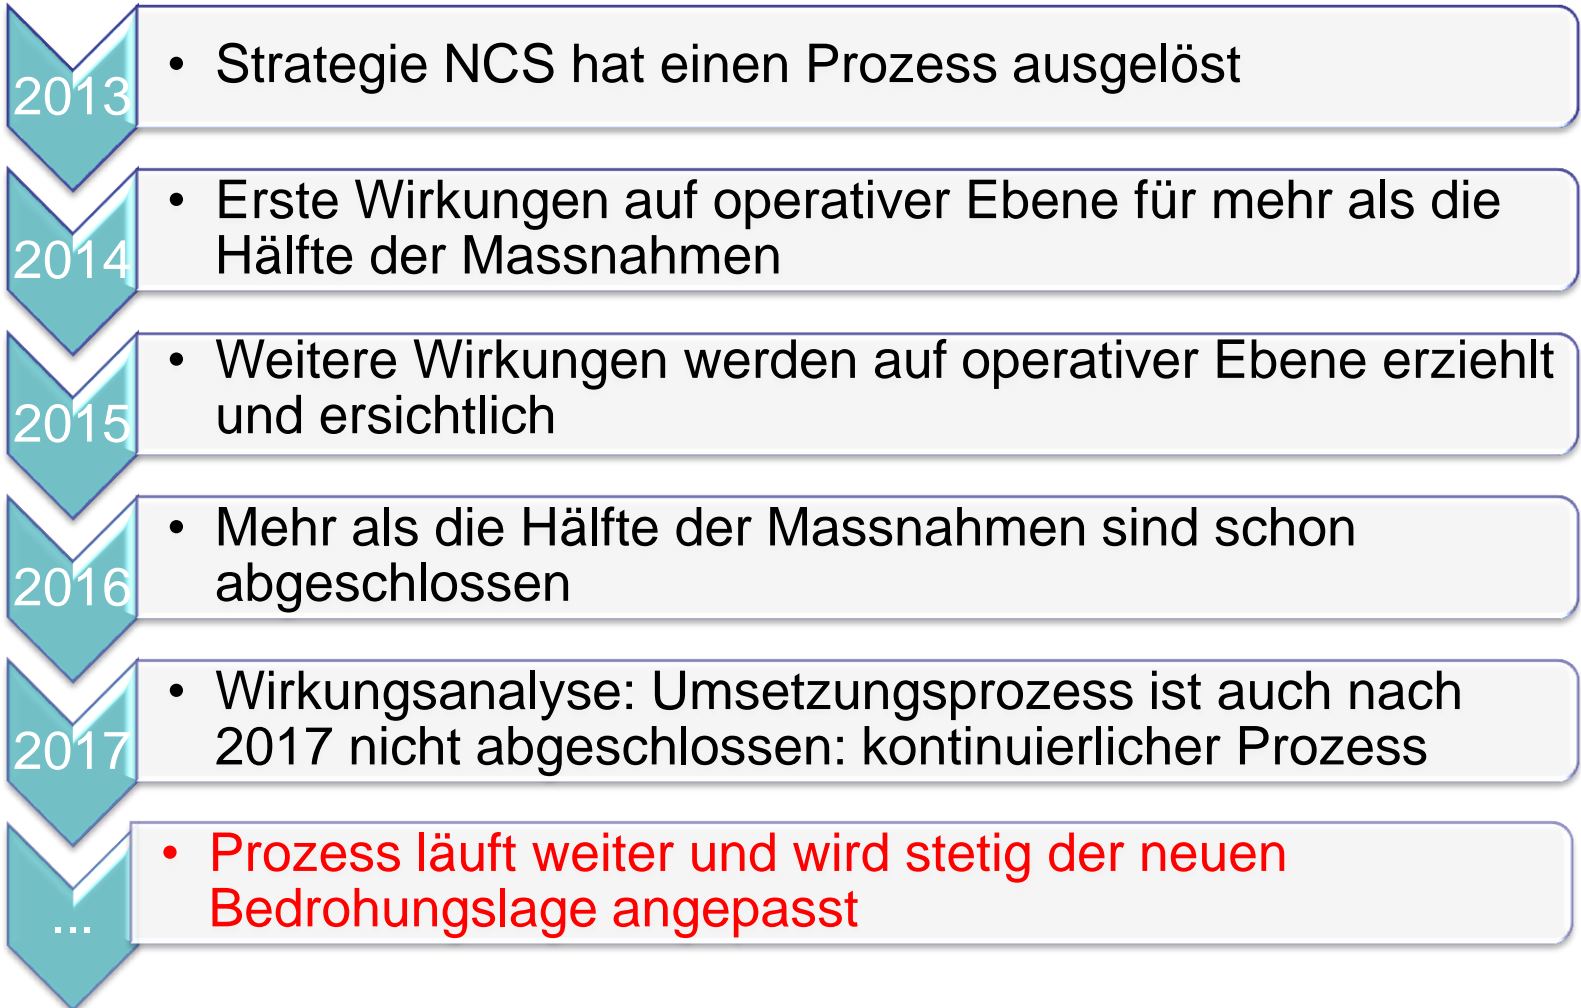 2013
• Strategie NCS hat einen Prozess ausgelöst
2014
• Erste Wirkungen auf operativer Ebene für mehr als die
Hälfte der Massnahmen
2015
• Weitere Wirkungen werden auf operativer Ebene erziehlt
und ersichtlich
2016
• Mehr als die Hälfte der Massnahmen sind schon
abgeschlossen
2017
• Wirkungsanalyse: Umsetzungsprozess ist auch nach
2017 nicht abgeschlossen: kontinuierlicher Prozess
...
• Prozess läuft weiter und wird stetig der neuen
Bedrohungslage angepasst